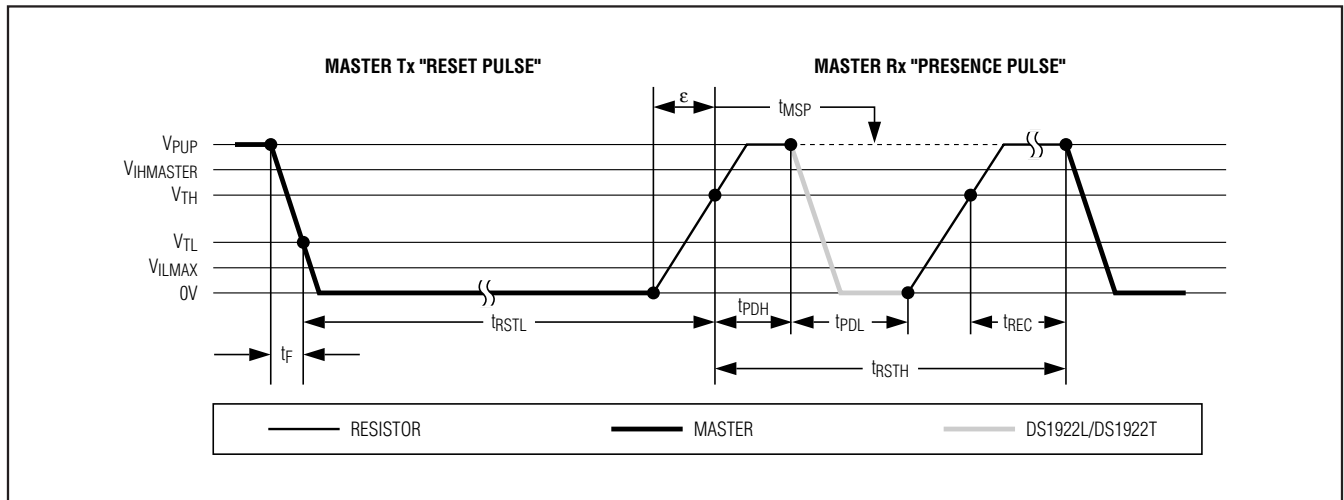 MASTER Tx "RESET PULSE" MASTER Rx "PRESENCE PULSE"
ε tMSP
VPUP
VIHMASTER
VTH
VTL
VILMAX
0V
tRSTL tPDH tPDL tREC
tF tRSTH
RESISTOR MASTER DS1922L/DS1922T